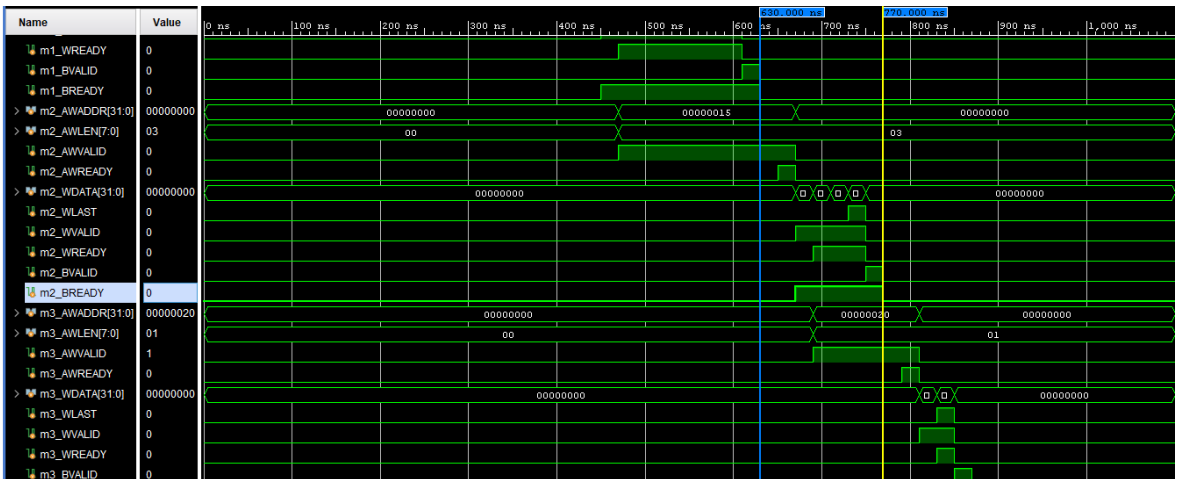 630.000 ns 770.000 ns
Name Value 0 ns 100 ns 200 ns 300 ns 400 ns 500 ns 600 ns 700 ns 800 ns 900 ns 1,000 ns
m1_WREADY 0
m1_BVALID 0
m1_BREADY 0
m2_AWADDR[31:0] 00000000 00000000 00000015 00000000
m2_AWLEN[7:0] 03 00 03
m2_AWVALID 0
m2_AWREADY 0
m2_WDATA[31:0] 00000000 00000000 00000000
m2_WLAST 0
m2_WVALID 0
m2_WREADY 0
m2_BVALID 0
m2_BREADY 0
m3_AWADDR[31:0] 00000020 00000000 00000020 00000000
m3_AWLEN[7:0] 01 00 01
m3_AWVALID 1
m3_AWREADY 0
m3_WDATA[31:0] 00000000 00000000 00000000
m3_WLAST 0
m3_WVALID 0
m3_WREADY 0
m3_BVALID 0